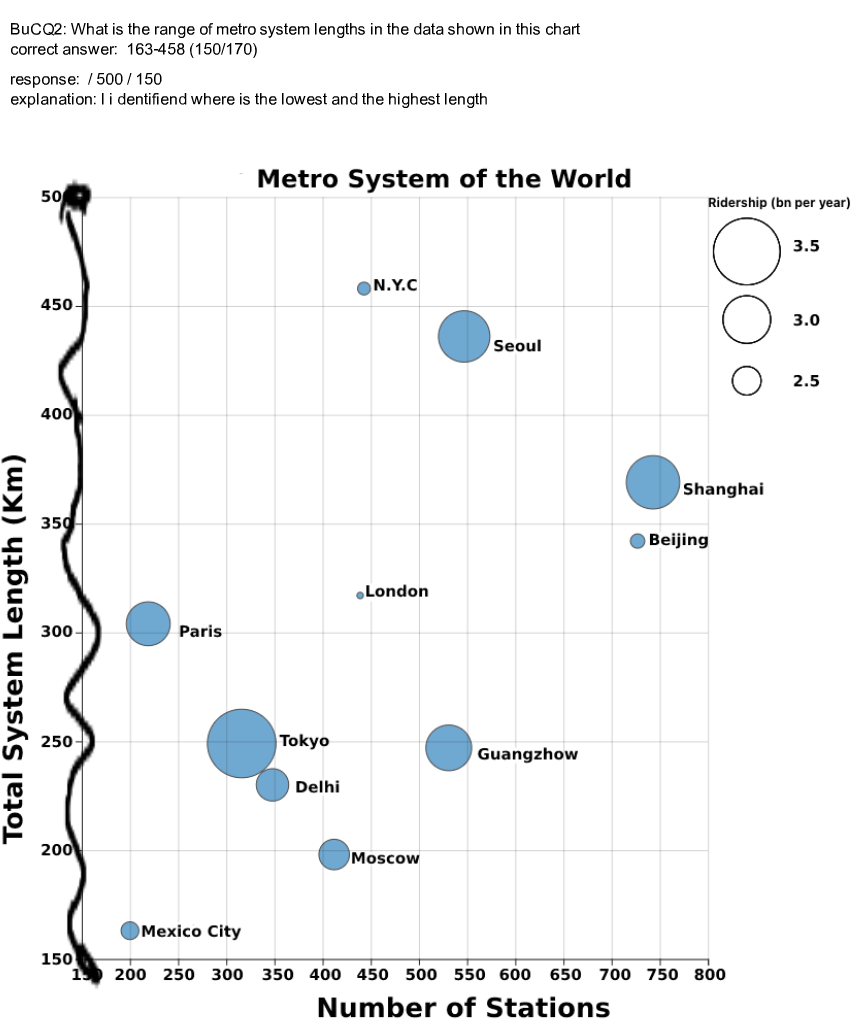 BuCQ2: What is the range of metro system lengths in the data shown in this chart
correct answer:  163-458 (150/170)
response:  / 500 / 150
explanation: I i dentifiend where is the lowest and the highest length
Metro System of the World
Ridership (bn per year)
3.5
3.0
2.5
50
450
400
350
300
250
200
150
Total System Length (Km)
N.Y.C
Seoul
Shanghai
Beijing
London
Paris
Tokyo
Guangzhow
Delhi
Moscow
Mexico City
150 200 250 300 350 400 450 500 550 600 650 700 750 800
Number of Stations